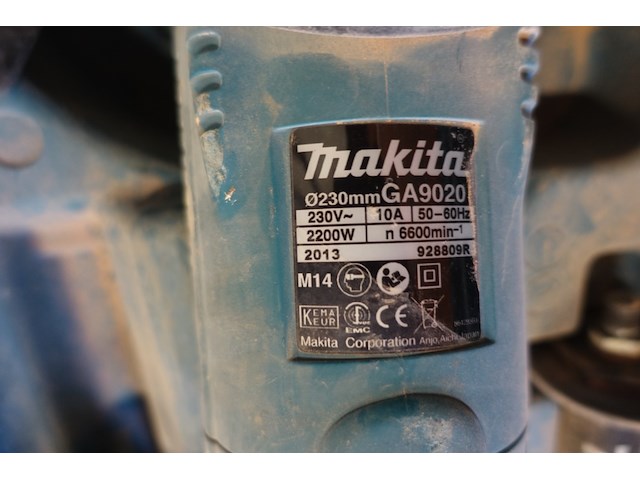 makita
Ø230mm GA9020
230V~ 10A 50-60Hz
2200W n 6600min⁻¹
2013 928809R
M14
KEMA
KEUR
EMC
CE
Makita Corporation Anjo, Aichi Japan